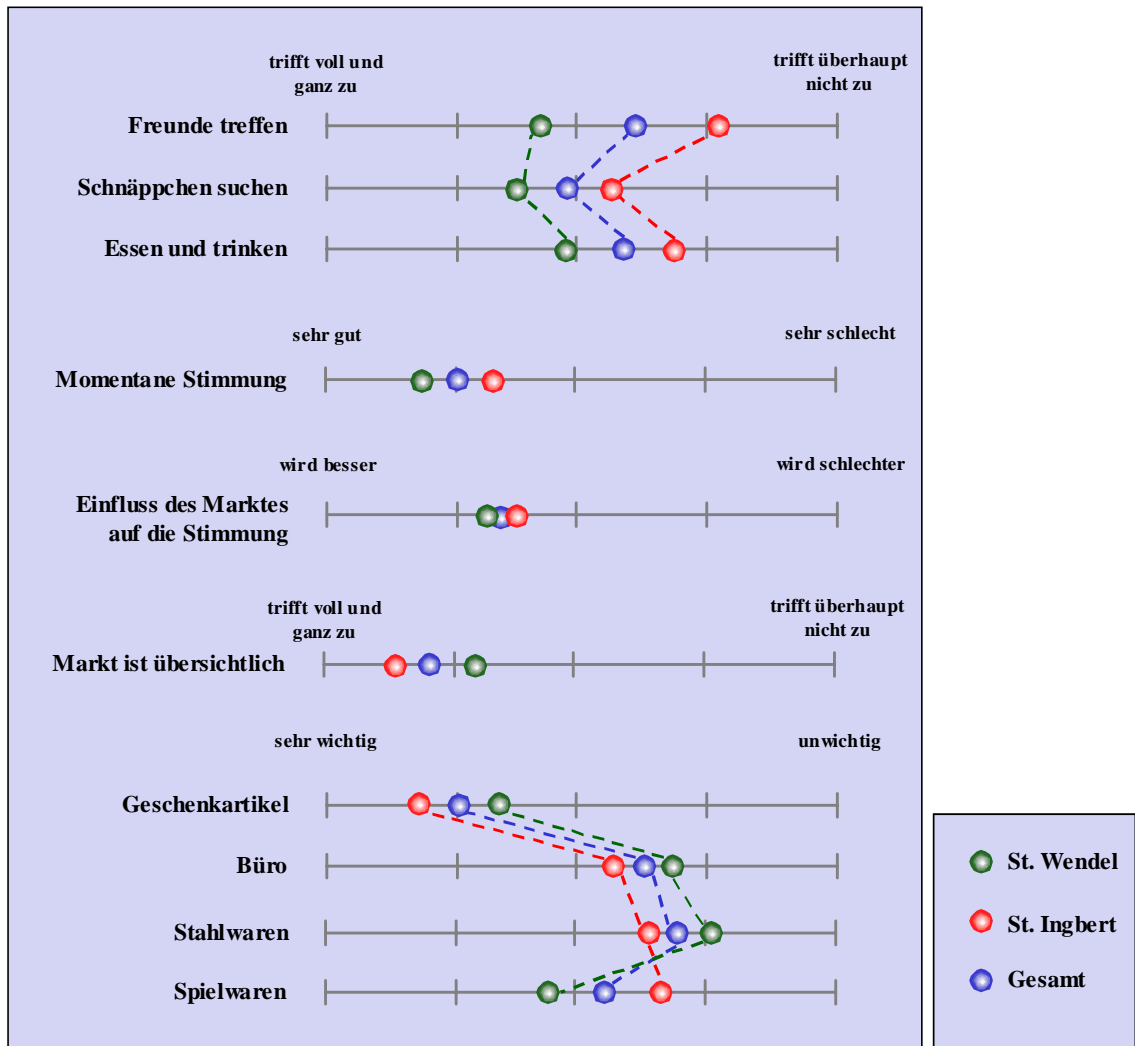 trifft voll und
ganz zu
trifft überhaupt
nicht zu
Freunde treffen
Schnäppchen suchen
Essen und trinken
sehr gut
sehr schlecht
Momentane Stimmung
wird besser
wird schlechter
Einfluss des Marktes
auf die Stimmung
trifft voll und
ganz zu
trifft überhaupt
nicht zu
Markt ist übersichtlich
sehr wichtig
unwichtig
Geschenkartikel
Büro
Stahlwaren
Spielwaren
St. Wendel
St. Ingbert
Gesamt